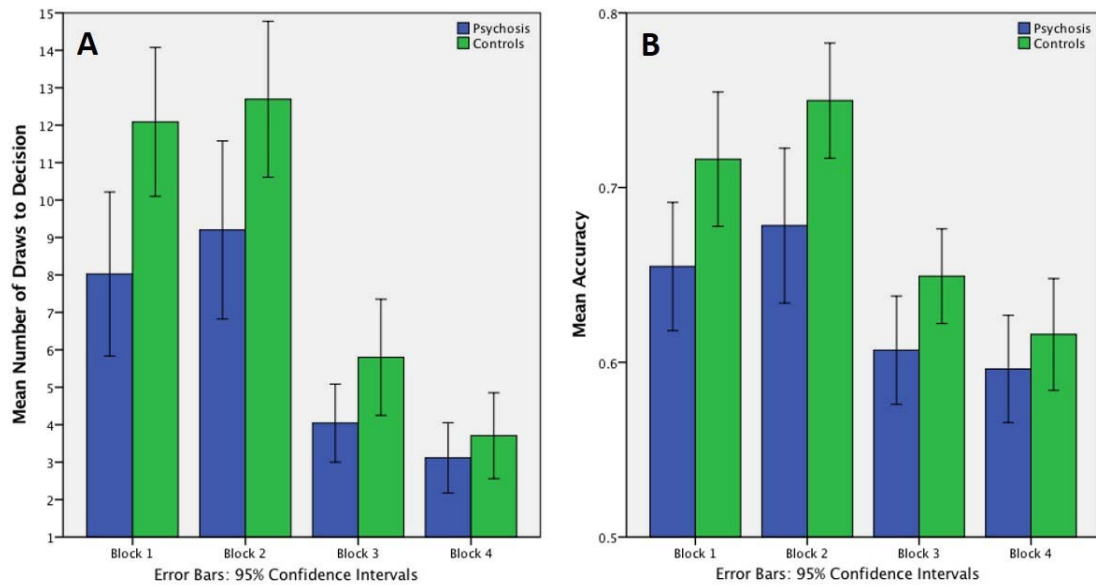 A
Psychosis
Controls
Mean Number of Draws to Decision
15
14
13
12
11
10
9
8
7
6
5
4
3
2
1
Block 1
Block 2
Block 3
Block 4
Error Bars: 95% Confidence Intervals
B
Psychosis
Controls
Mean Accuracy
0.8
0.7
0.6
0.5
Block 1
Block 2
Block 3
Block 4
Error Bars: 95% Confidence Intervals